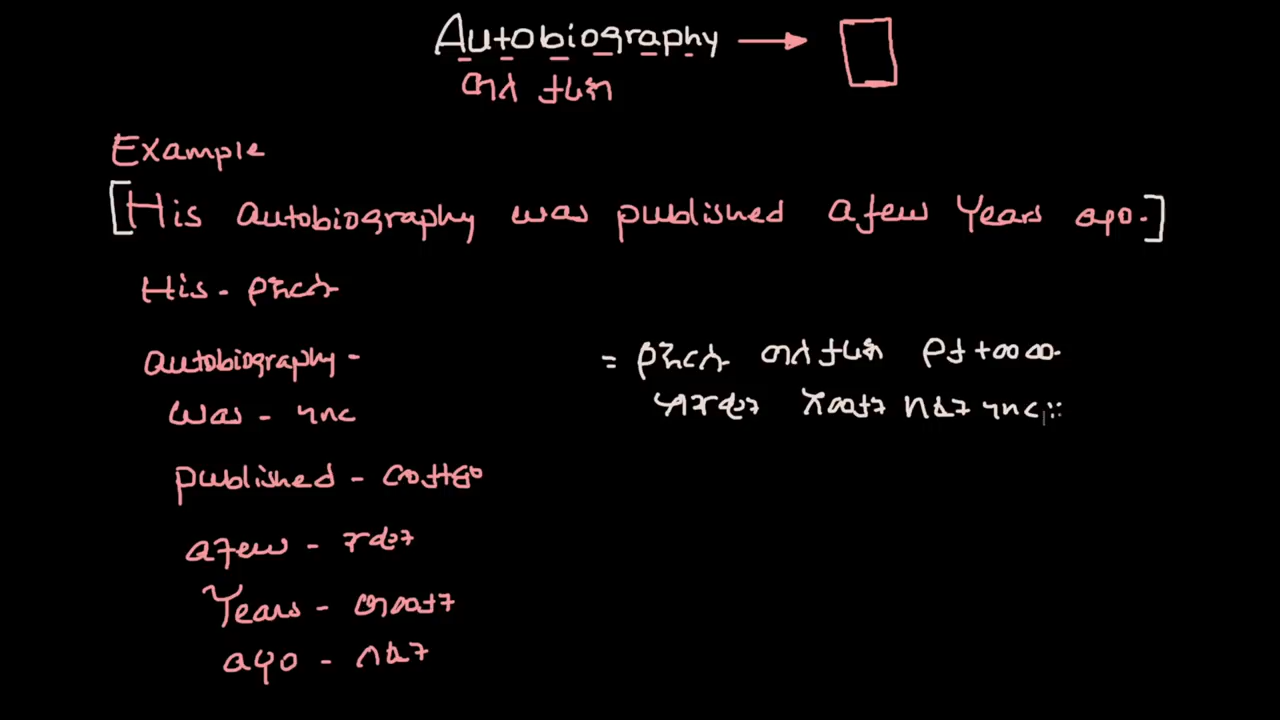 Autobiography
ግለ ታሪክ
Example
[His autobiography was published afew Years ago.]
His - የእርሱ
autobiography -
= የእርሱ ግለ ታሪክ የታተመው
ከጥቂት አመታት በፊት ነበር።
was - ነበር
published - መታተም
afew - ጥቂት
Years - አመታት
ago - በፊት